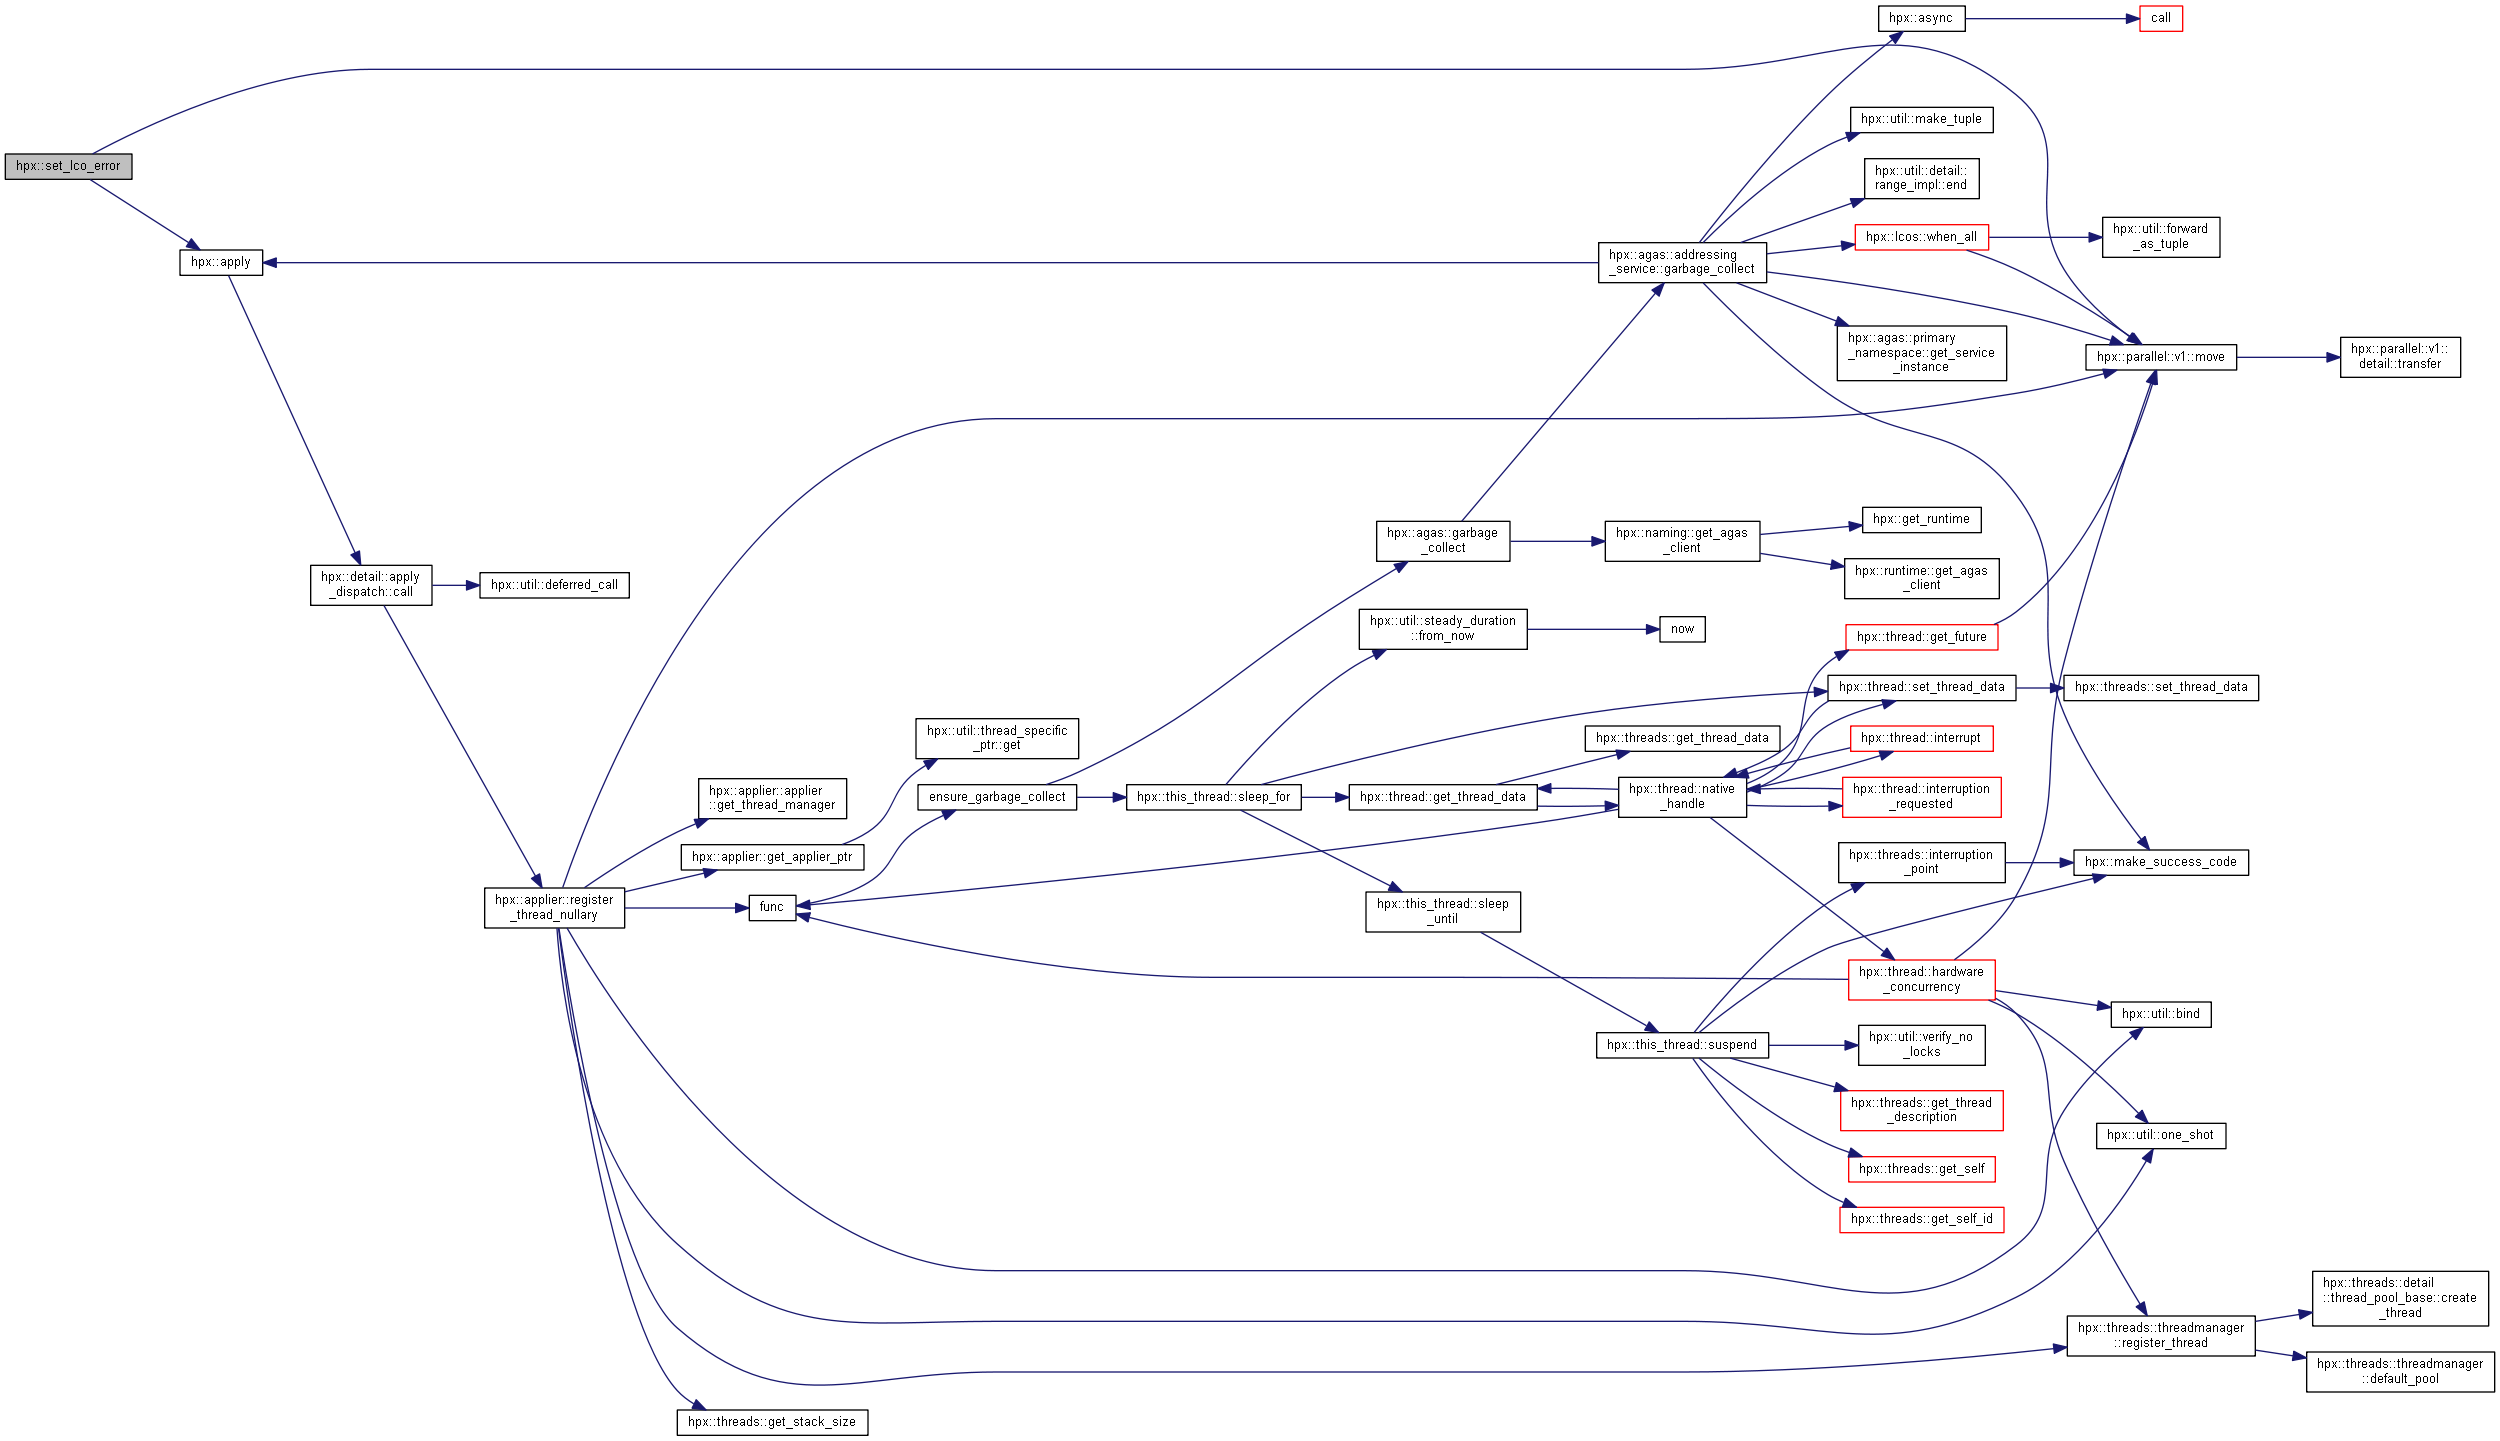 hpx::set_lco_error
hpx::apply
hpx::detail::apply
_dispatch::call
hpx::util::deferred_call
hpx::applier::register
_thread_nullary
hpx::applier::applier
::get_thread_manager
hpx::applier::get_applier_ptr
func
hpx::threads::get_stack_size
hpx::util::thread_specific
_ptr::get
ensure_garbage_collect
hpx::this_thread::sleep_for
hpx::agas::garbage
_collect
hpx::util::steady_duration
::from_now
hpx::thread::get_thread_data
hpx::this_thread::sleep
_until
hpx::agas::addressing
_service::garbage_collect
hpx::naming::get_agas
_client
now
hpx::threads::get_thread_data
hpx::thread::native
_handle
hpx::this_thread::suspend
hpx::async
hpx::util::make_tuple
hpx::util::detail::
range_impl::end
hpx::lcos::when_all
hpx::agas::primary
_namespace::get_service
_instance
hpx::get_runtime
hpx::runtime::get_agas
_client
hpx::thread::get_future
hpx::thread::set_thread_data
hpx::thread::interrupt
hpx::thread::interruption
_requested
hpx::threads::interruption
_point
hpx::thread::hardware
_concurrency
hpx::util::verify_no
_locks
hpx::threads::get_thread
_description
hpx::threads::get_self
hpx::threads::get_self_id
call
hpx::util::forward
_as_tuple
hpx::parallel::v1::move
hpx::parallel::v1::
detail::transfer
hpx::threads::set_thread_data
hpx::make_success_code
hpx::util::bind
hpx::util::one_shot
hpx::threads::threadmanager
::register_thread
hpx::threads::detail
::thread_pool_base::create
_thread
hpx::threads::threadmanager
::default_pool